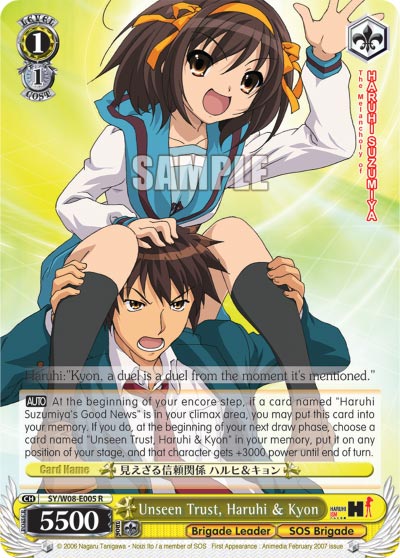 LEVEL
1
1
COST
The Melancholy of
HARUHI SUZUMIYA
SAMPLE
Haruhi:"Kyon, a duel is a duel from the moment it's mentioned."
AUTO At the beginning of your encore step, if a card named "Haruhi
Suzumiya's Good News" is in your climax area, you may put this card into
your memory. If you do, at the beginning of your next draw phase, choose a
card named "Unseen Trust, Haruhi & Kyon" in your memory, put it on any
position of your stage, and that character gets +3000 power until end of turn.
Card Name
見えざる信頼関係 ハルヒ&キョン
CH SY/W08-E005 R
Unseen Trust, Haruhi & Kyon
HARUHI
H
POWER
5500
Brigade Leader
SOS Brigade
© 2006 Nagaru Tanigawa・Noizi Ito / a member of SOS First Appearance : Animedia February 2007 issue